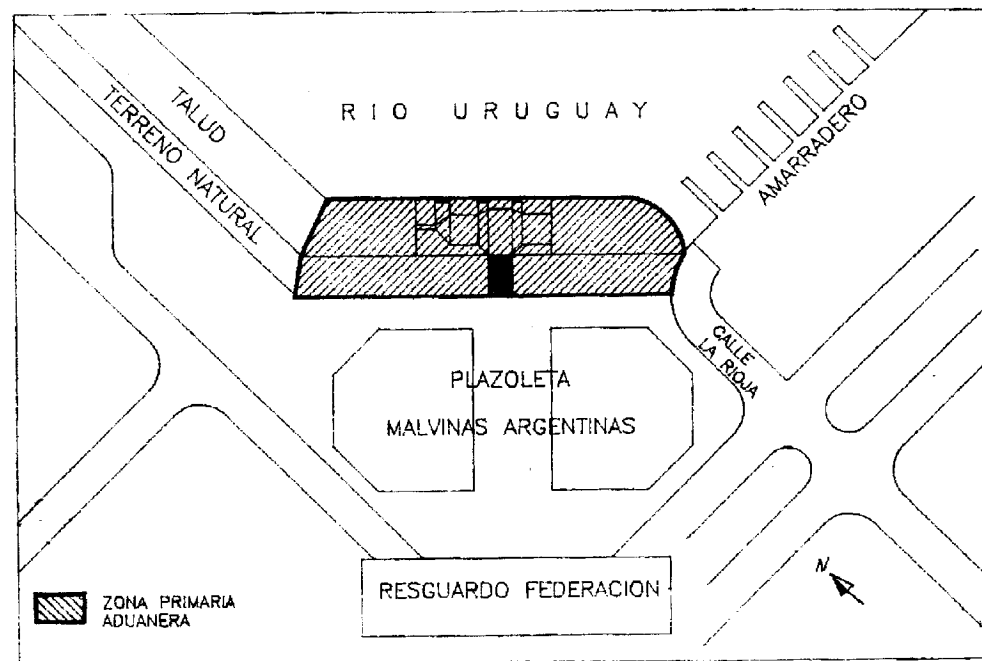 RIO URUGUAY
TALUD
TERRENO NATURAL
AMARRADERO
CALLE
LA RIOJA
PLAZOLETA
MALVINAS ARGENTINAS
RESGUARDO FEDERACION
N
ZONA PRIMARIA
ADUANERA